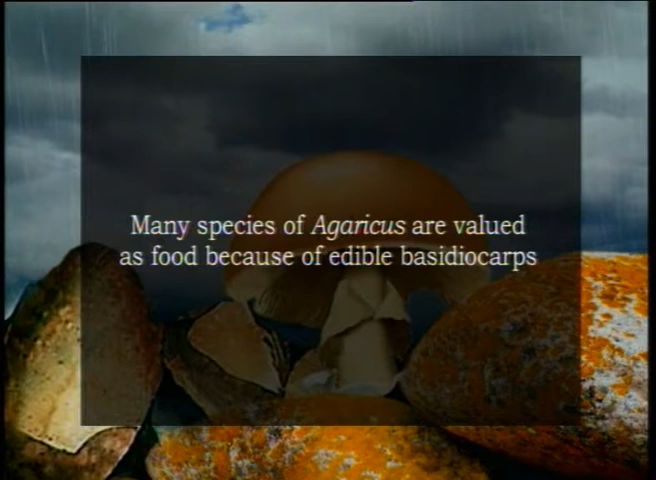 Many species of Agaricus are valued
as food because of edible basidiocarps